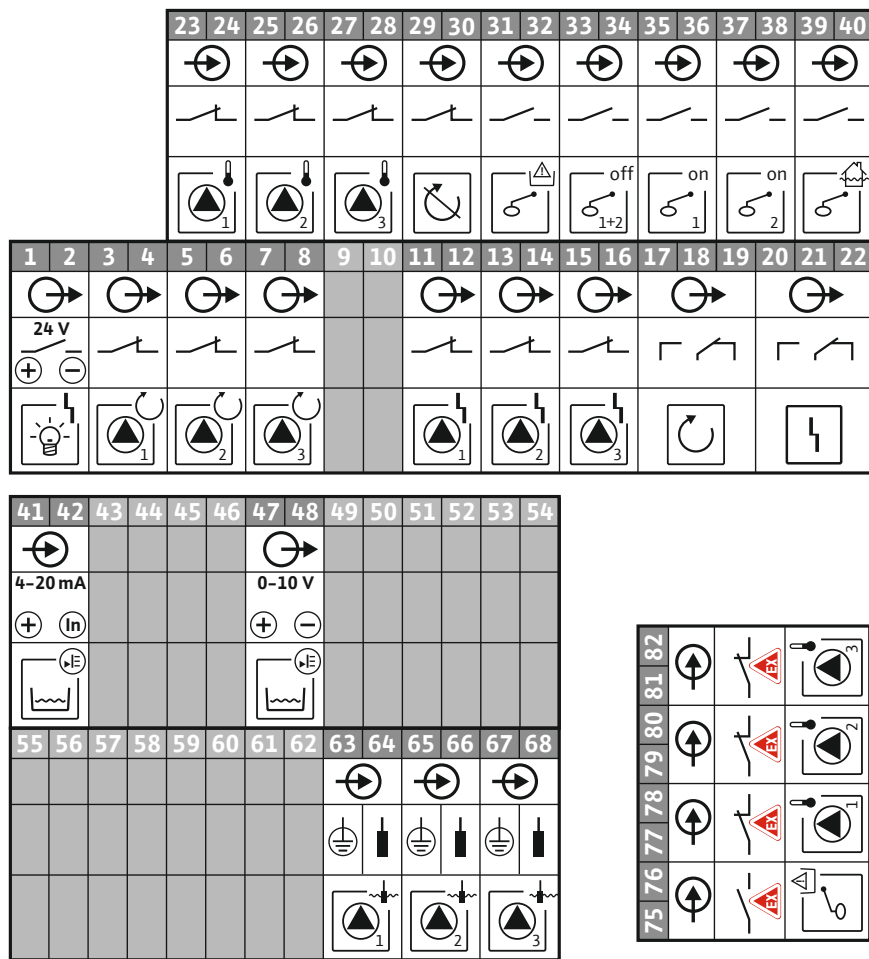 23 24 25 26 27 28 29 30 31 32 33 34 35 36 37 38 39 40
off on on
1 2 3 1+2 1 2
1 2 3 4 5 6 7 8 9 10 11 12 13 14 15 16 17 18 19 20 21 22
24 V
1 2 3 1 2 3
41 42 43 44 45 46 47 48 49 50 51 52 53 54
4-20 mA 0-10 V
In
55 56 57 58 59 60 61 62 63 64 65 66 67 68
1 2 3
81 82
EX 3
79 80
EX 2
77 78
EX 1
75 76
EX